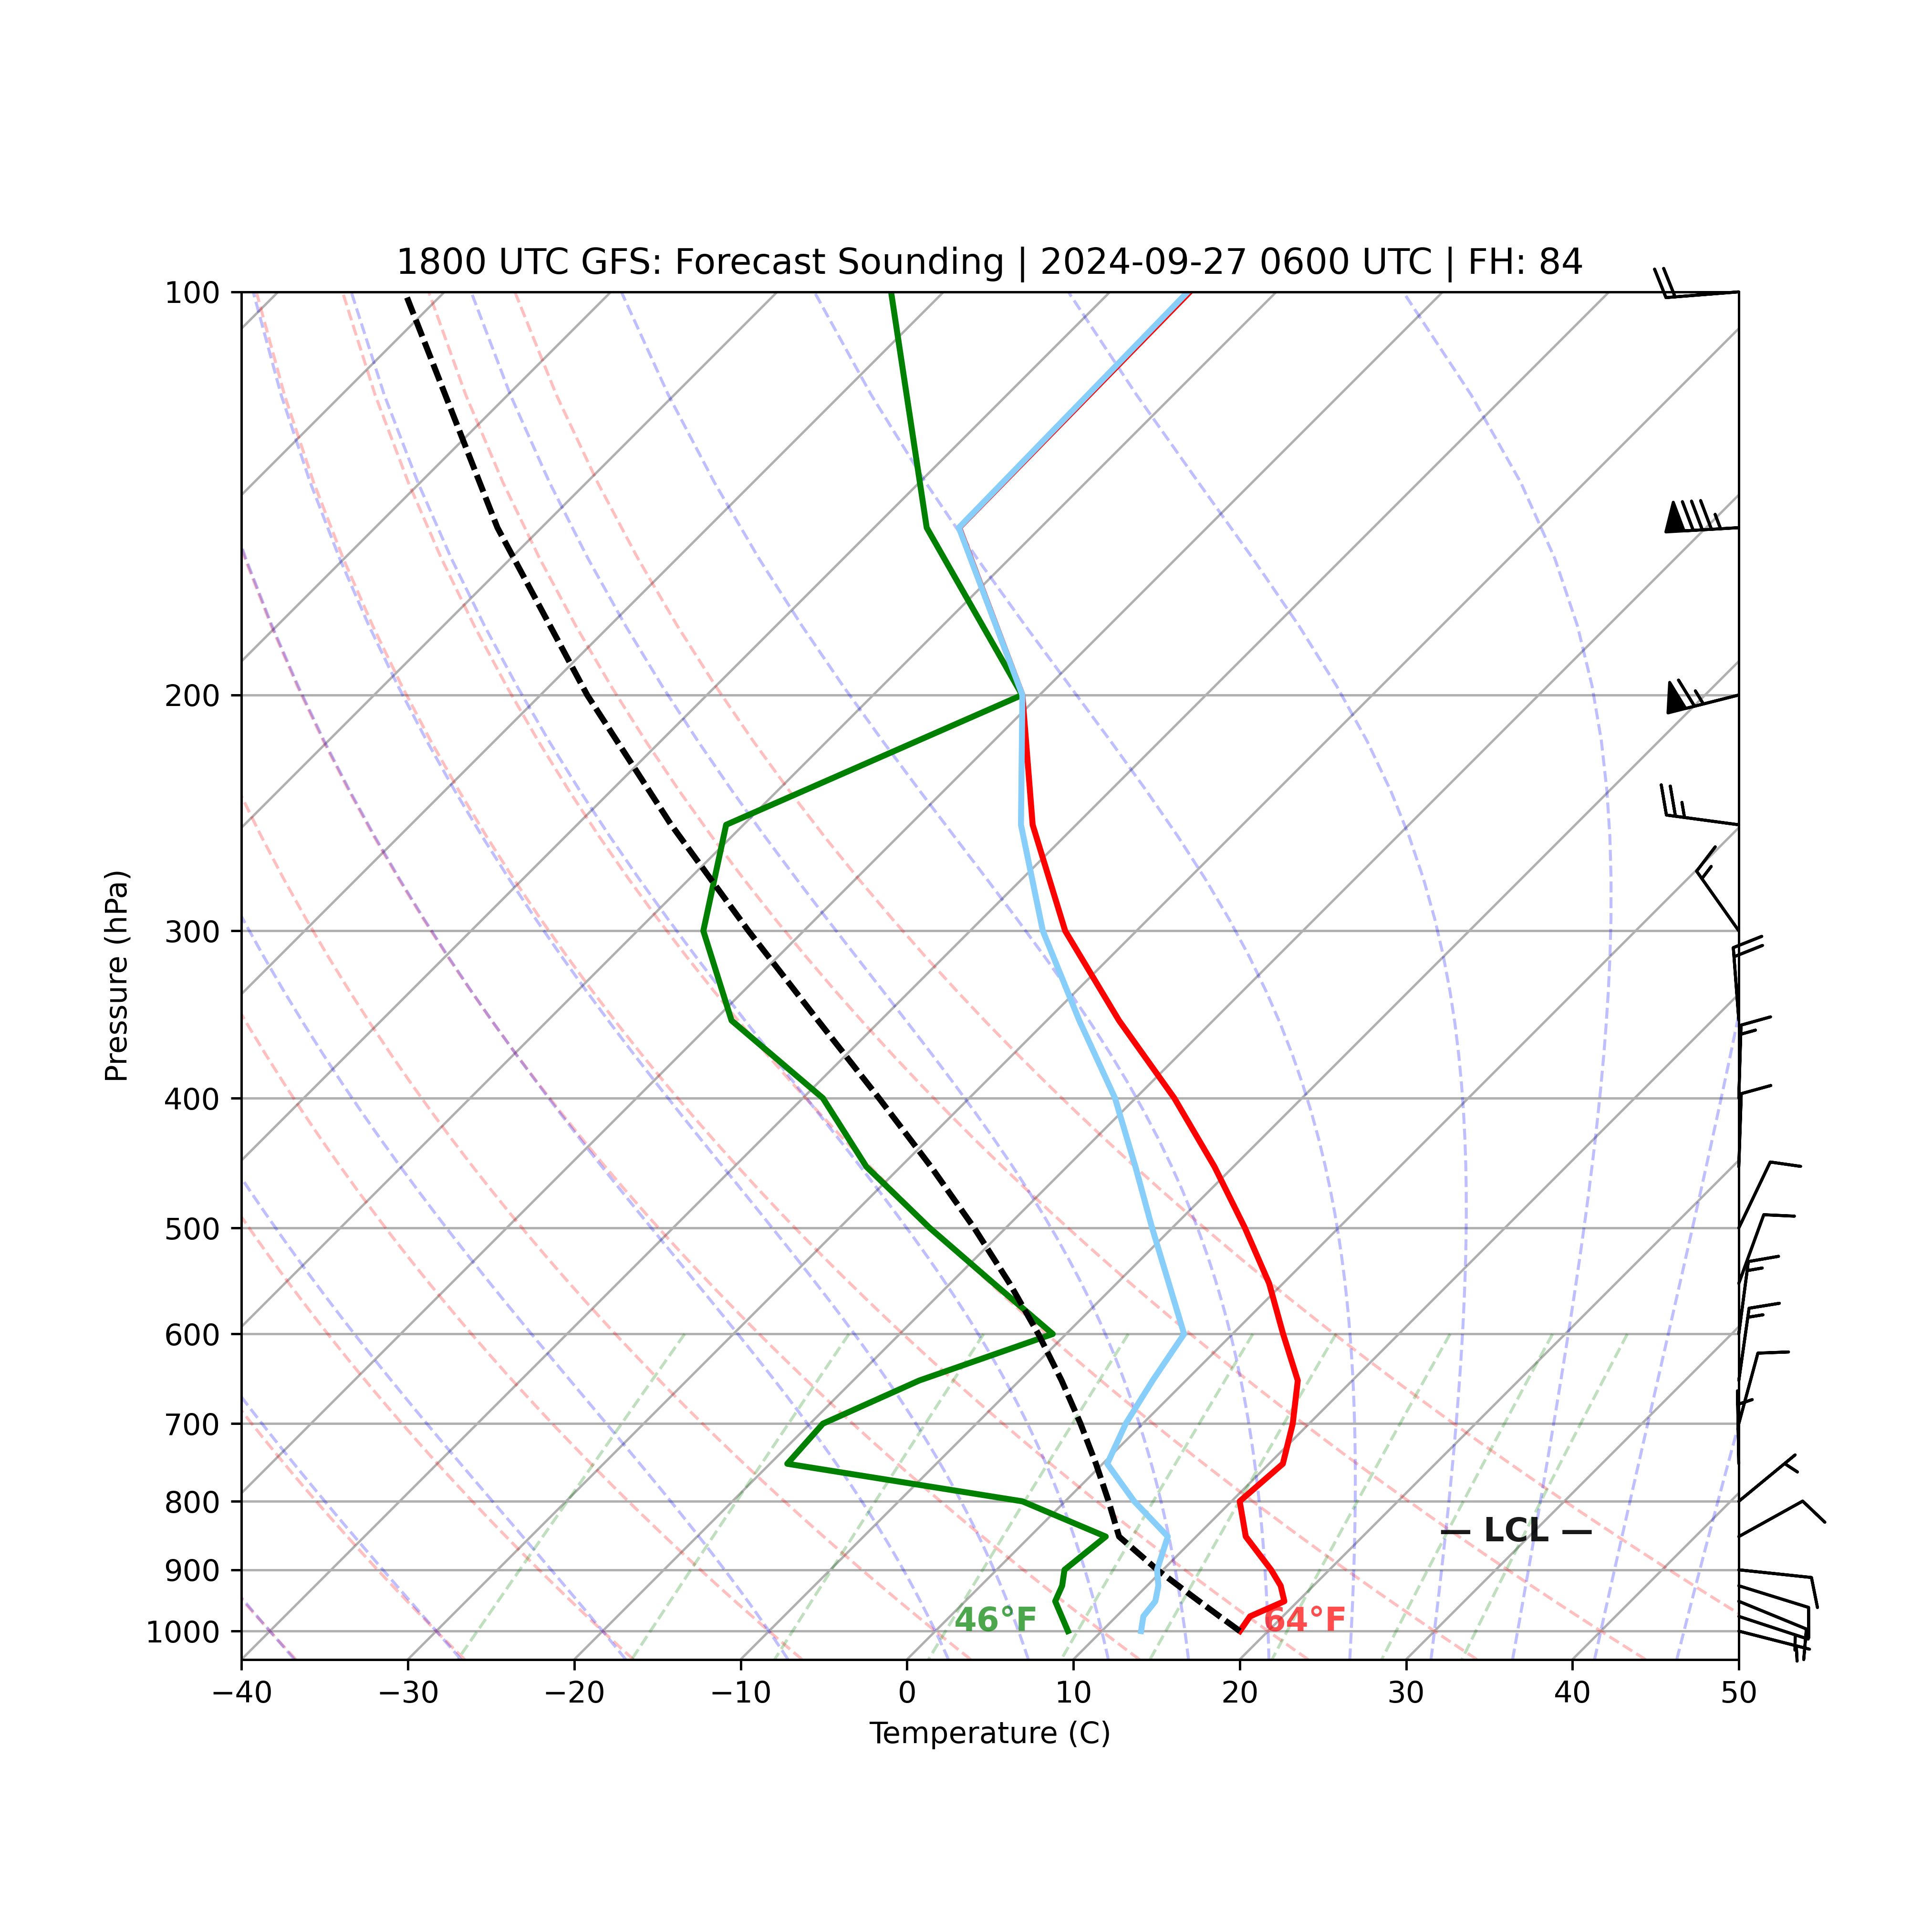 1800 UTC GFS: Forecast Sounding | 2024-09-27 0600 UTC | FH: 84
100
200
300
400
500
600
700
800
900
1000
Pressure (hPa)
— LCL —
46°F
64°F
−40 −30 −20 −10 0 10 20 30 40 50
Temperature (C)